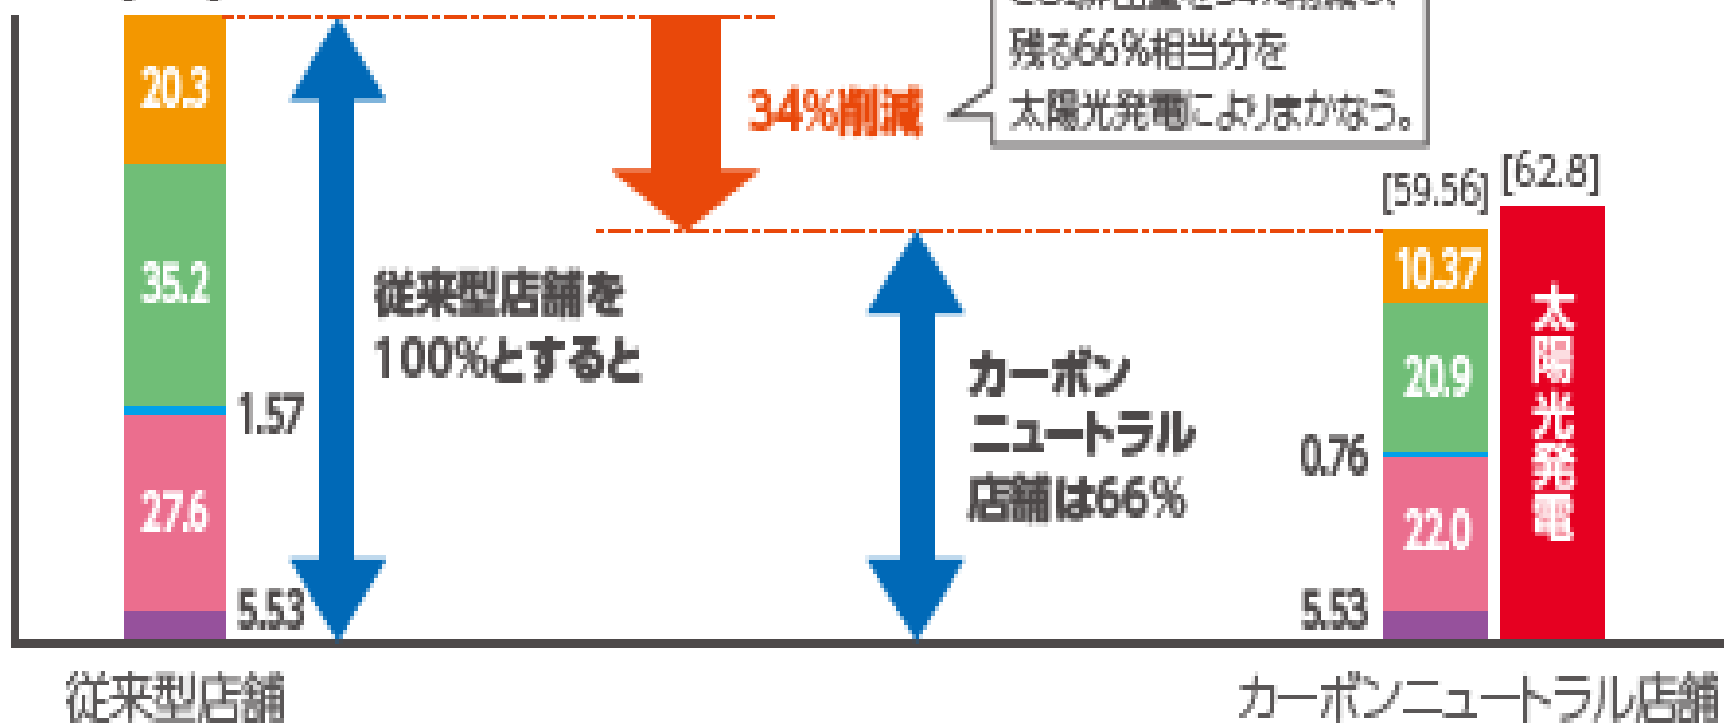 残る66%相当分を
太陽光発電によりまかなう。
34%削減
20.3
35.2
1.57
27.6
5.53
従来型店舗を
100%とすると
カーボン
ニュートラル
店舗は66%
[59.56]
[62.8]
10.37
20.9
0.76
22.0
5.53
太陽光発電
従来型店舗
カーボンニュートラル店舗